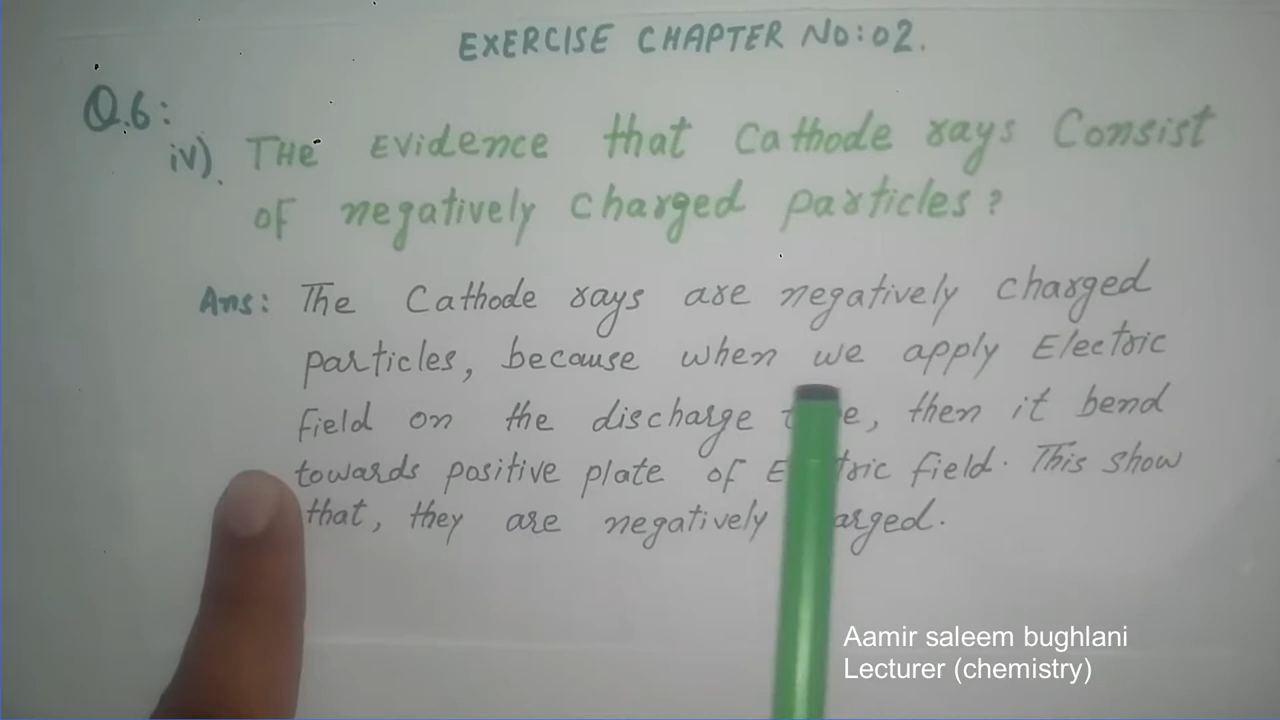 EXERCISE CHAPTER NO:02.
Q.6:
iv). THe Evidence that Cathode rays Consist
of negatively charged particles?
Ans: The Cathode rays are negatively charged
particles, because when we apply Electric
field on the discharge then it bend
towards positive plate of field. This show
that, they are negatively
Aamir saleem bughlani
Lecturer (chemistry)